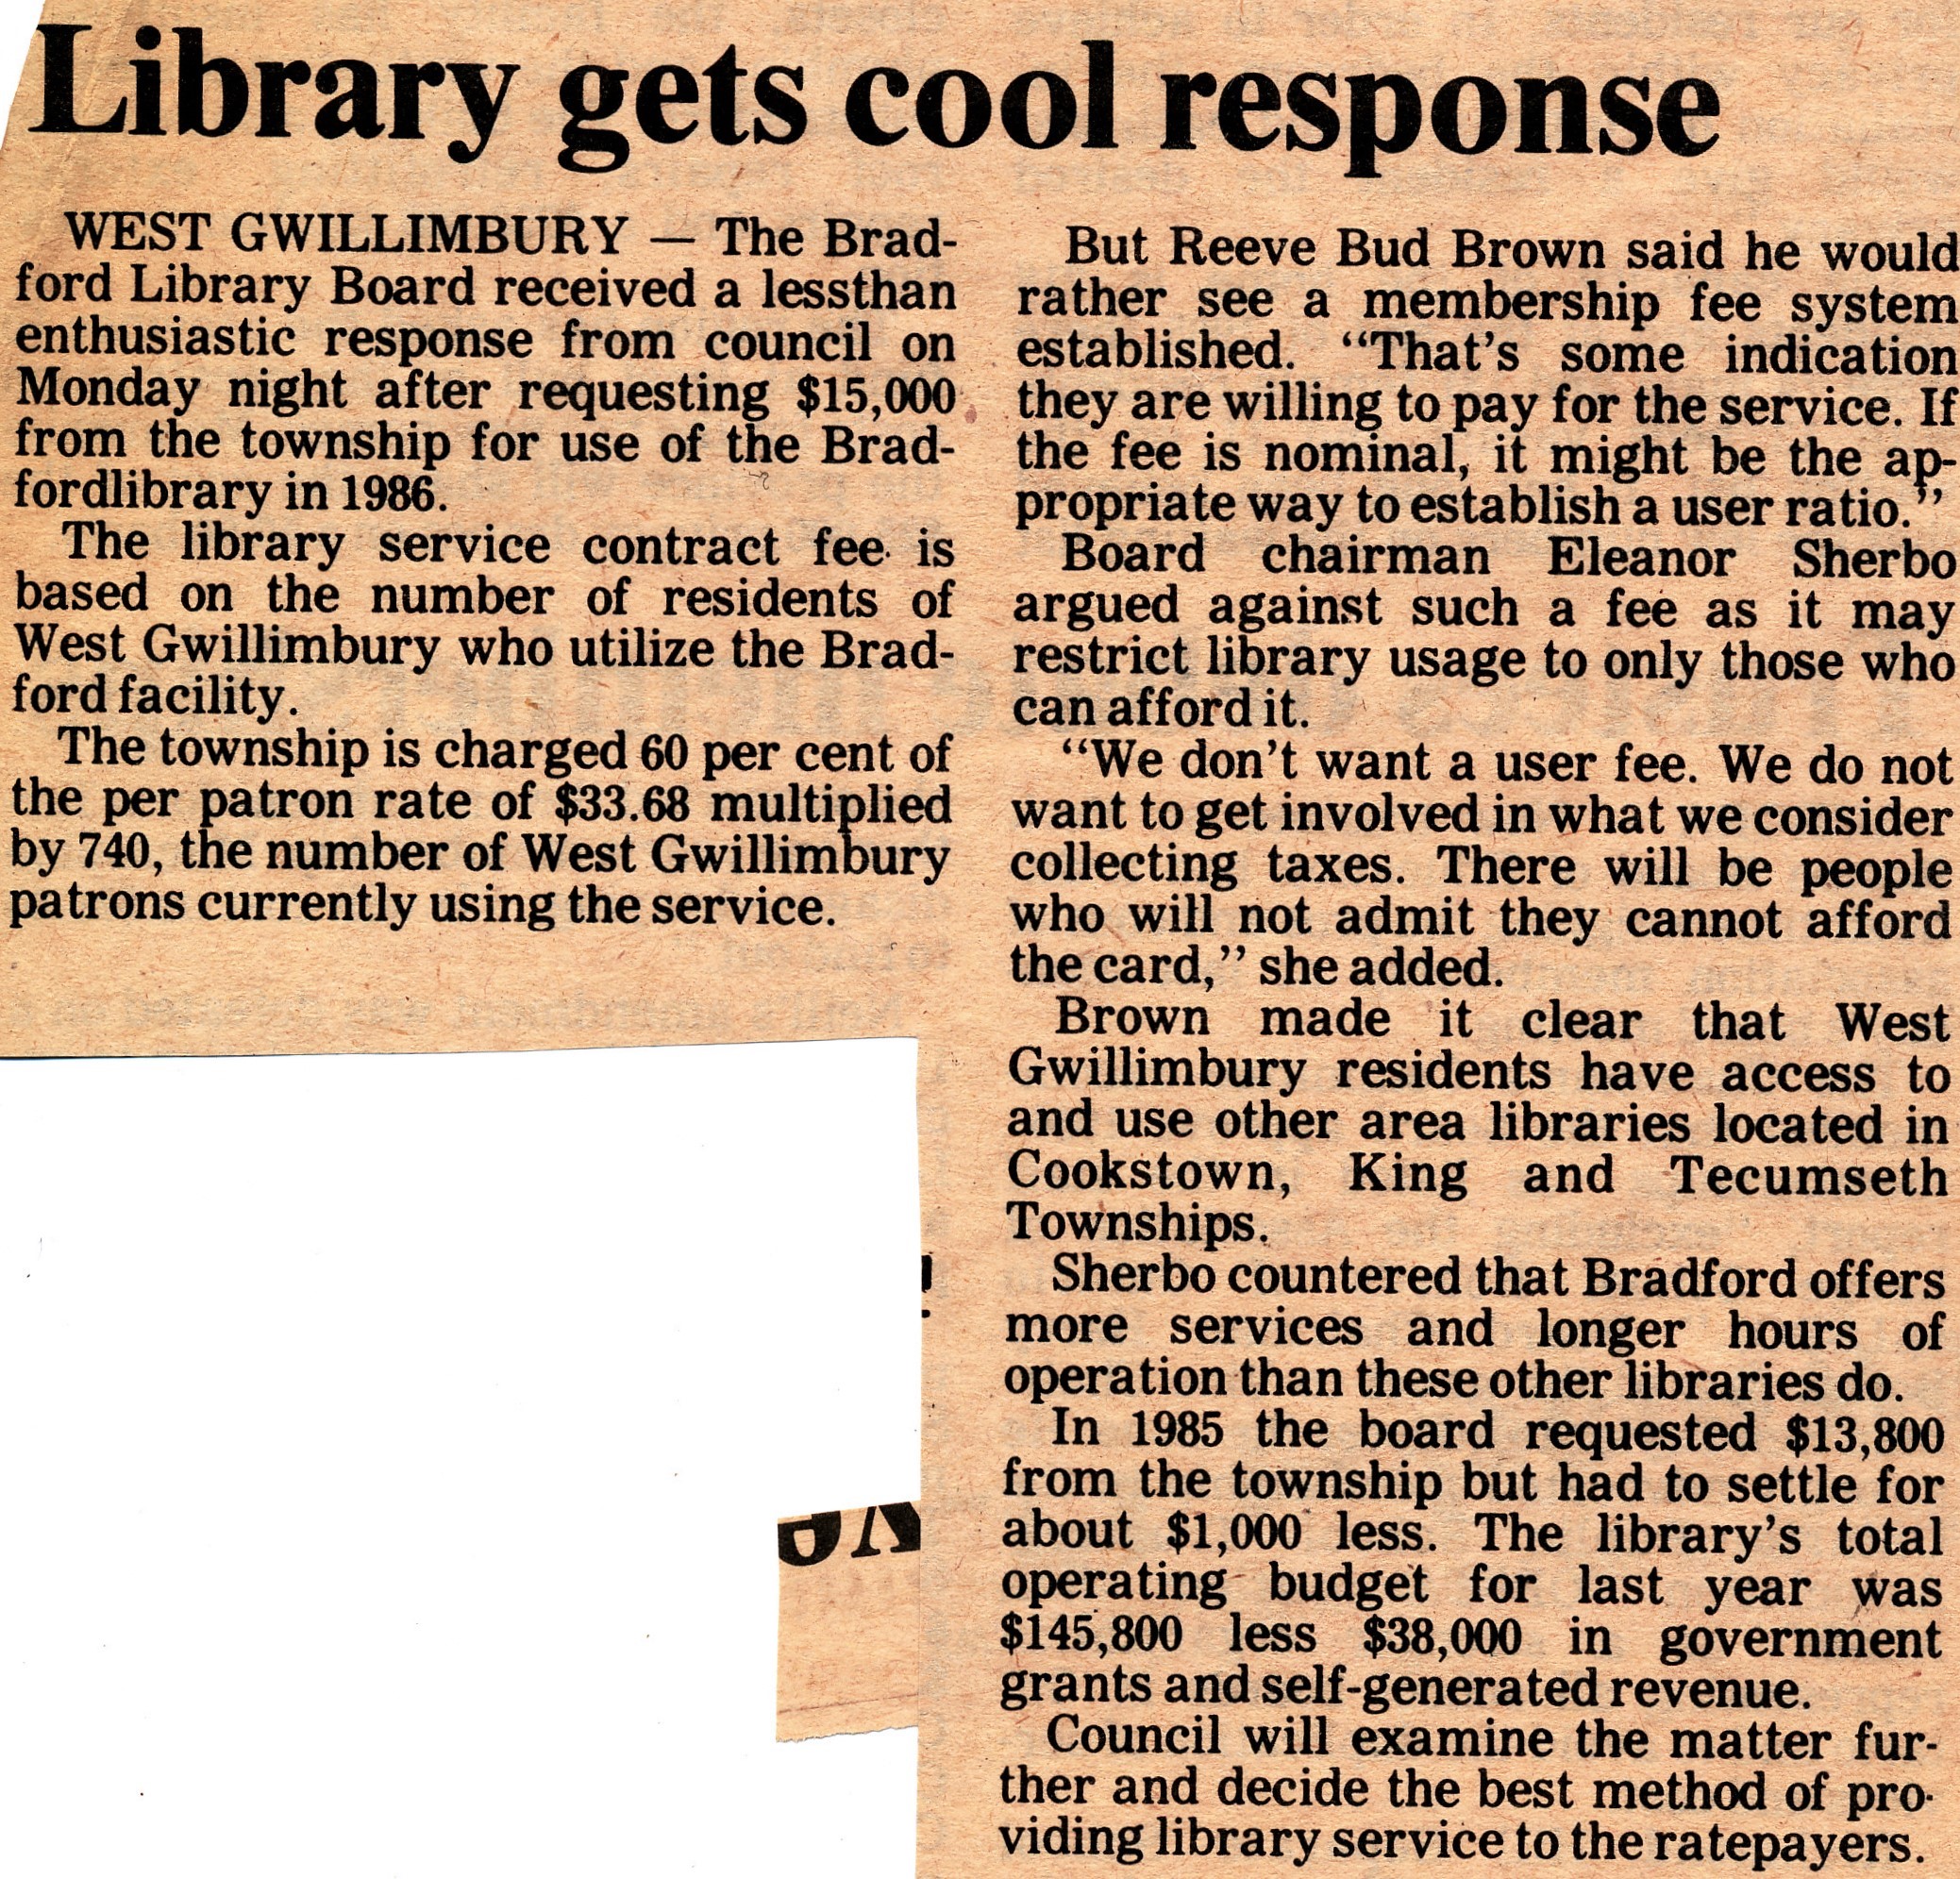 Library gets cool response
WEST GWILLIMBURY — The Brad-
ford Library Board received a lessthan
enthusiastic response from council on
Monday night after requesting $15,000
from the township for use of the Brad-
fordlibrary in 1986.
The library service contract fee is
based on the number of residents of
West Gwillimbury who utilize the Brad-
ford facility.
The township is charged 60 per cent of
the per patron rate of $33.68 multiplied
by 740, the number of West Gwillimbury
patrons currently using the service.
But Reeve Bud Brown said he would
rather see a membership fee system
established. “That’s some indication
they are willing to pay for the service. If
the fee is nominal, it might be the ap-
propriate way to establish a user ratio.”
Board chairman Eleanor Sherbo
argued against such a fee as it may
restrict library usage to only those who
can afford it.
“We don’t want a user fee. We do not
want to get involved in what we consider
collecting taxes. There will be people
who will not admit they cannot afford
the card,” she added.
Brown made it clear that West
Gwillimbury residents have access to
and use other area libraries located in
Cookstown, King and Tecumseth
Townships.
Sherbo countered that Bradford offers
more services and longer hours of
operation than these other libraries do.
In 1985 the board requested $13,800
from the township but had to settle for
about $1,000 less. The library’s total
operating budget for last year was
$145,800 less $38,000 in government
grants and self-generated revenue.
Council will examine the matter fur-
ther and decide the best method of pro-
viding library service to the ratepayers.